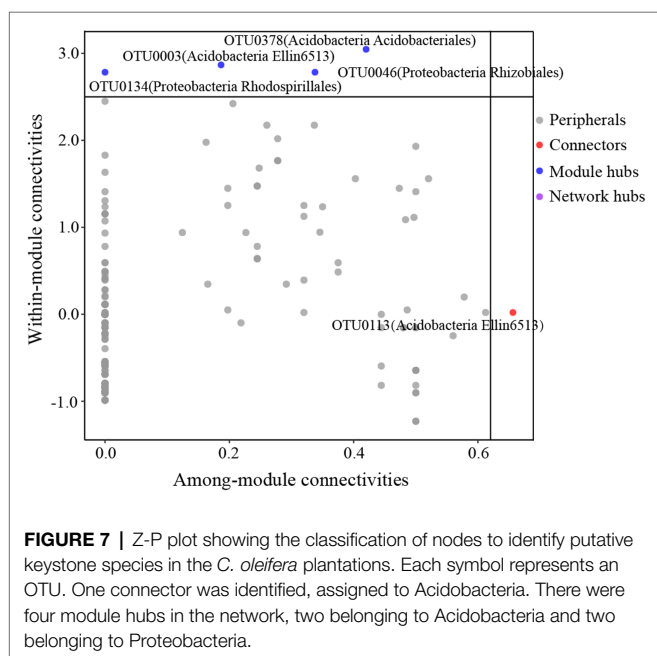 OTU0378(Acidobacteria Acidobacteriales)
3.0
OTU0003(Acidobacteria Ellin6513)
OTU0046(Proteobacteria Rhizobiales)
OTU0134(Proteobacteria Rhodospirillales)
Peripherals
Connectors
Module hubs
Network hubs
2.0
Within-module connectivities
1.0
0.0
OTU0113(Acidobacteria Ellin6513)
-1.0
0.0 0.2 0.4 0.6
Among-module connectivities
FIGURE 7 | Z-P plot showing the classification of nodes to identify putative
keystone species in the C. oleifera plantations. Each symbol represents an
OTU. One connector was identified, assigned to Acidobacteria. There were
four module hubs in the network, two belonging to Acidobacteria and two
belonging to Proteobacteria.